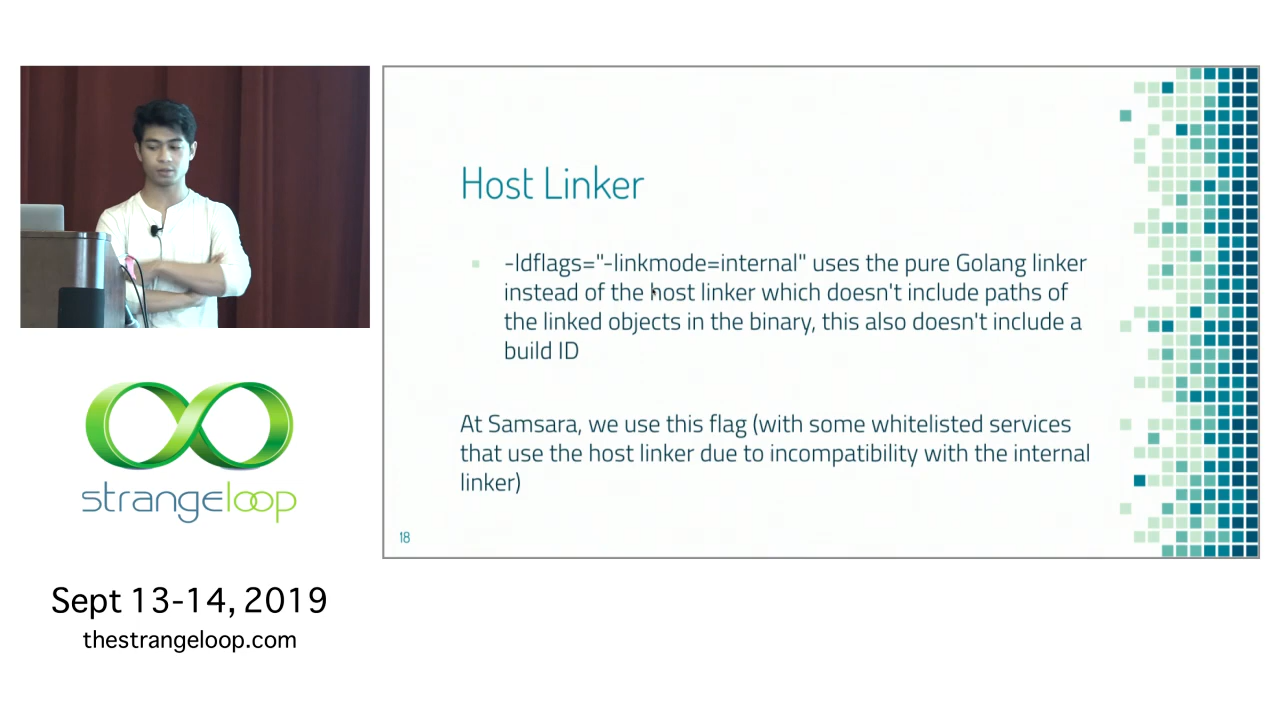 Host Linker
-ldflags="-linkmode=internal" uses the pure Golang linker
instead of the host linker which doesn't include paths of
the linked objects in the binary, this also doesn't include a
build ID
At Samsara, we use this flag (with some whitelisted services
that use the host linker due to incompatibility with the internal
linker)
18
strangeloop
Sept 13-14, 2019
thestrangeloop.com